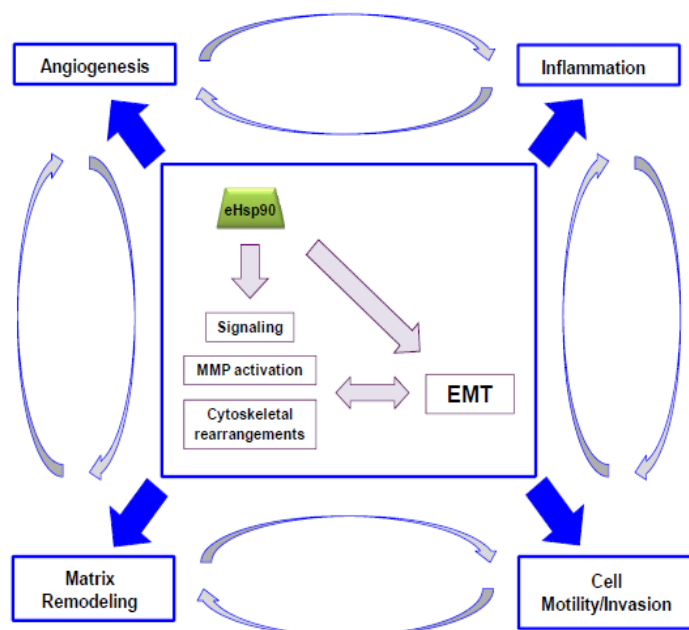 Angiogenesis
Inflammation
eHsp90
Signaling
MMP activation
EMT
Cytoskeletal
rearrangements
Matrix
Remodeling
Cell
Motility/Invasion